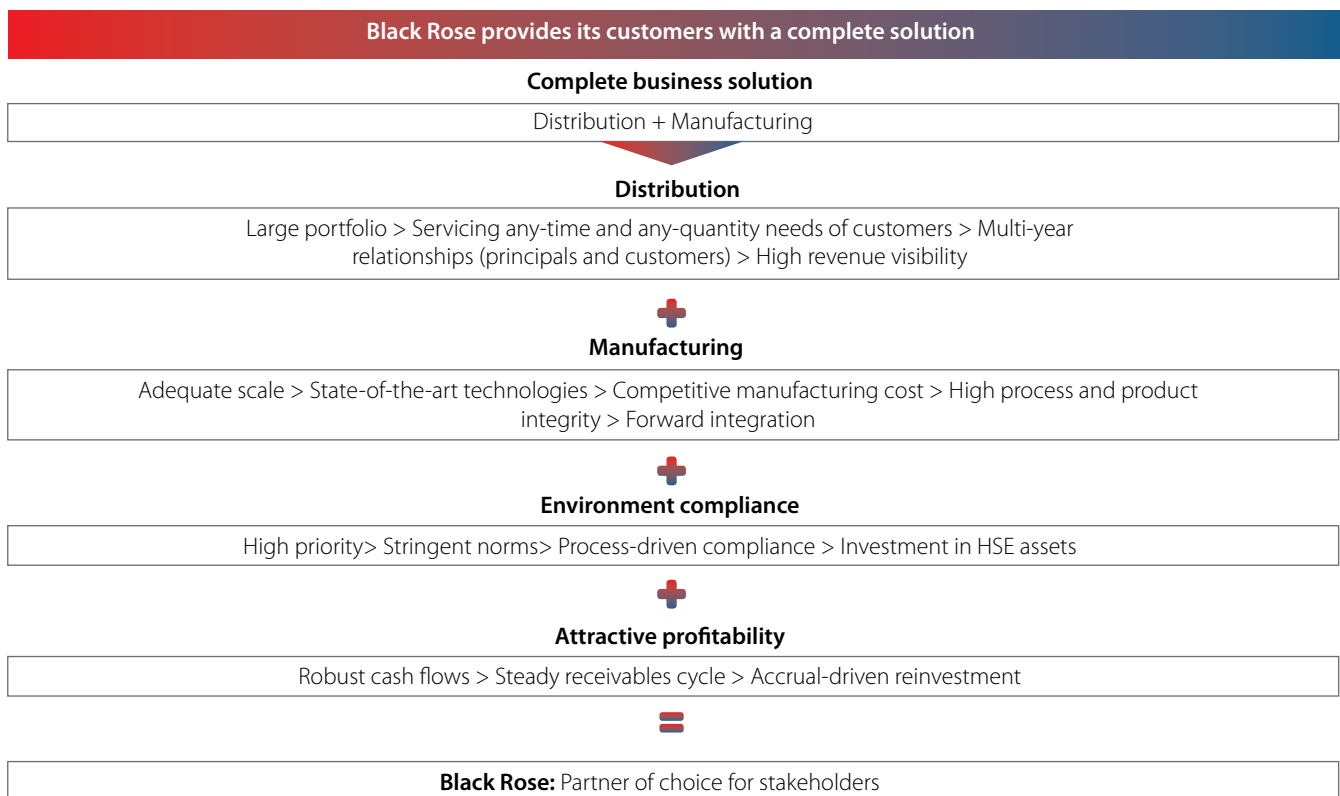 Black Rose provides its customers with a complete solution
Complete business solution
Distribution + Manufacturing
Distribution
Large portfolio > Servicing any-time and any-quantity needs of customers > Multi-year
relationships (principals and customers) > High revenue visibility
Manufacturing
Adequate scale > State-of-the-art technologies > Competitive manufacturing cost > High process and product
integrity > Forward integration
Environment compliance
High priority> Stringent norms> Process-driven compliance > Investment in HSE assets
Attractive profitability
Robust cash flows > Steady receivables cycle > Accrual-driven reinvestment
Black Rose: Partner of choice for stakeholders